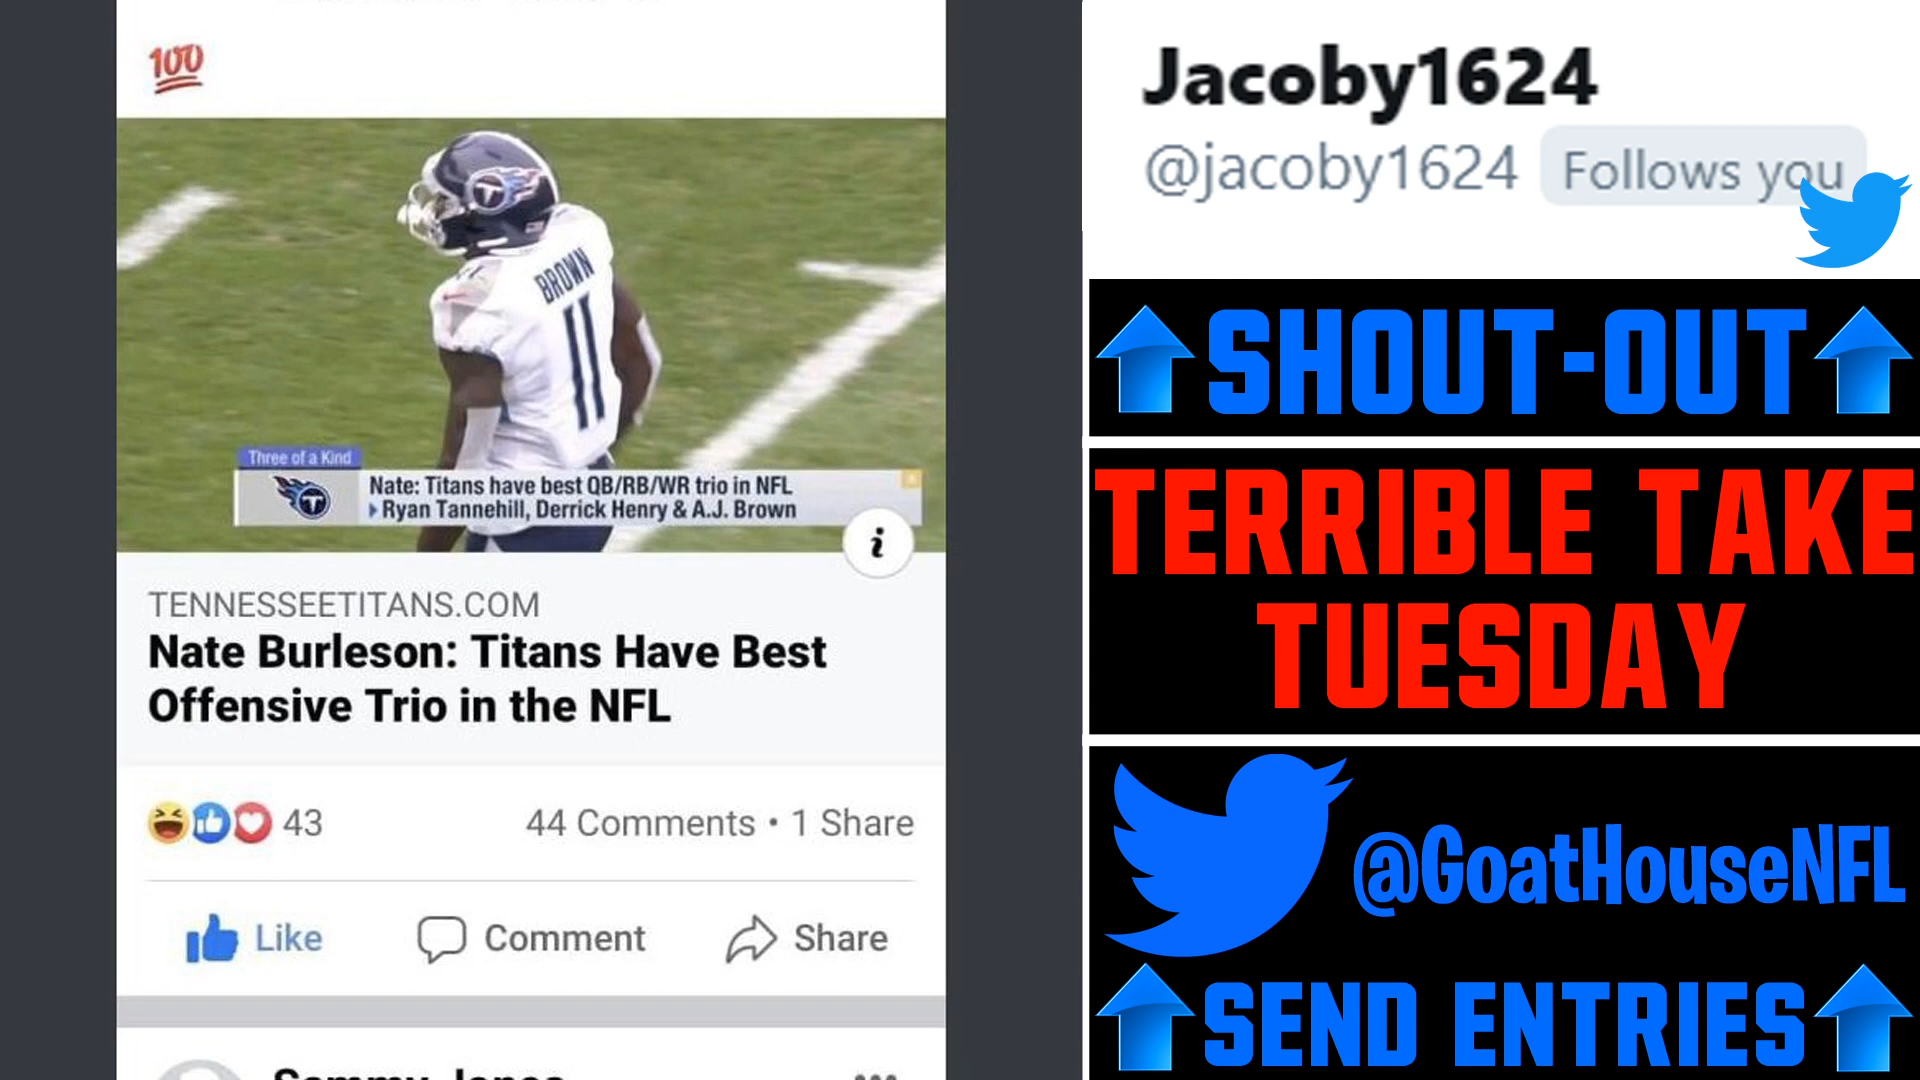 💯
BROWN
11
Three of a Kind
Nate: Titans have best QB/RB/WR trio in NFL
Ryan Tannehill, Derrick Henry & A.J. Brown
i
TENNESSEETITANS.COM
Nate Burleson: Titans Have Best
Offensive Trio in the NFL
43
44 Comments • 1 Share
Like
Comment
Share
Jacoby1624
@jacoby1624
Follows you
SHOUT-OUT
TERRIBLE TAKE
TUESDAY
@GoatHouseNFL
SEND ENTRIES